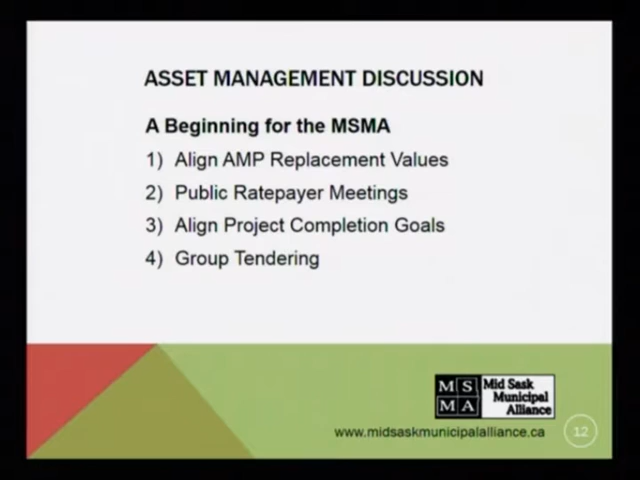 ASSET MANAGEMENT DISCUSSION
A Beginning for the MSMA
1) Align AMP Replacement Values
2) Public Ratepayer Meetings
3) Align Project Completion Goals
4) Group Tendering
M S
M A
Mid Sask
Municipal
Alliance
www.midsaskmunicipalalliance.ca
12